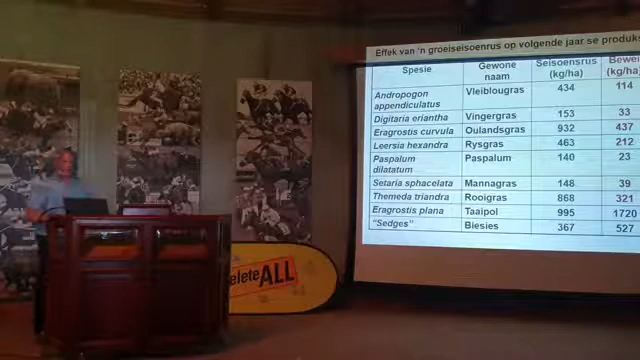 Effek van 'n groeiseisoenrus op volgende jaar se produks
Spesie Gewone naam Seisoensrus (kg/ha) Bewei (kg/ha)
Andropogon appendiculatus Vleiblougras 434 114
Digitaria eriantha Vingergras 153 33
Eragrostis curvula Oulandsgras 932 437
Leersia hexandra Rysgras 463 212
Paspalum dilatatum Paspalum 140 23
Setaria sphacelata Mannagras 148 39
Themeda triandra Rooigras 868 321
Eragrostis plana Taaipol 995 1720
"Sedges" Biesies 367 527
eleteALL